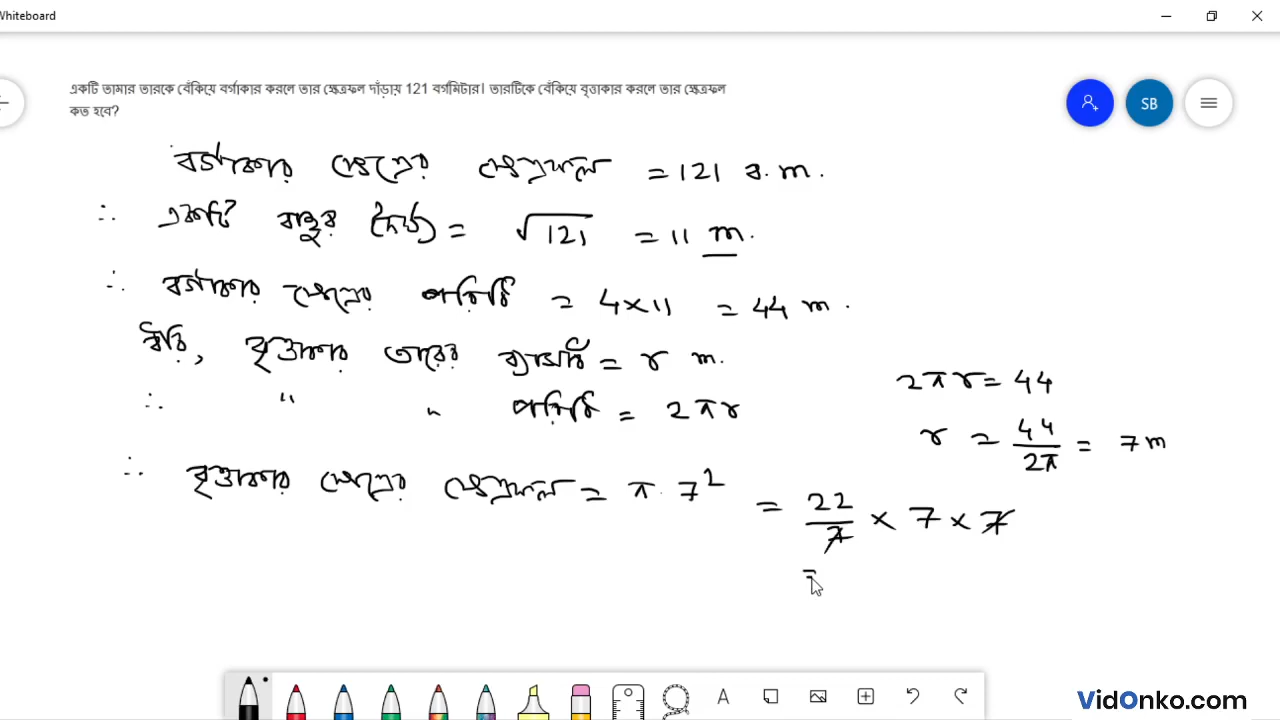 Whiteboard
একটি তামার তারকে বেঁকিয়ে বর্গাকার করলে তার ক্ষেত্রফল দাঁড়ায় 121 বর্গমিটার। তারটিকে বেঁকিয়ে বৃত্তাকার করলে তার ক্ষেত্রফল
কত হবে?
SB
বর্গাকার ক্ষেত্রের ক্ষেত্রফল = 121 ব. m.
∴ একটি বাহুর দৈর্ঘ্য = √121 = 11 m.
∴ বর্গাকার ক্ষেত্রের পরিধি = 4 x 11 = 44 m.
ধরি, বৃত্তাকার তারের ব্যাসার্ধ = r m.
∴ " " পরিধি = 2πr
2πr = 44
r = 44/2π = 7 m
∴ বৃত্তাকার ক্ষেত্রের ক্ষেত্রফল = π. 7² = 22/7 x 7 x 7
=
A
VidOnko.com